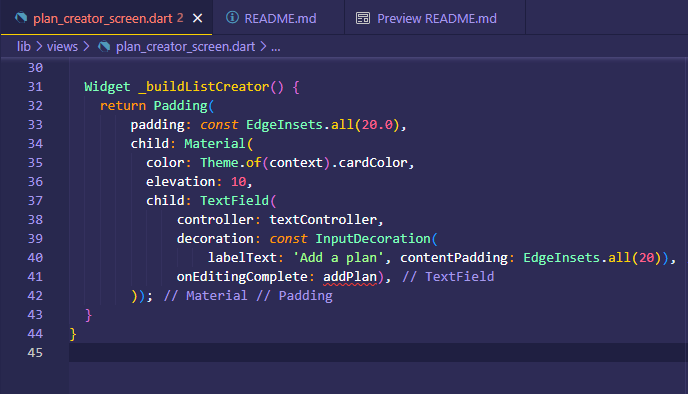 plan_creator_screen.dart 2 × README.md Preview README.md
lib > views > plan_creator_screen.dart > ...
30
31 Widget _buildListCreator() {
32 return Padding(
33 padding: const EdgeInsets.all(20.0),
34 child: Material(
35 color: Theme.of(context).cardColor,
36 elevation: 10,
37 child: TextField(
38 controller: textController,
39 decoration: const InputDecoration(
40 labelText: 'Add a plan', contentPadding: EdgeInsets.all(20)),
41 onEditingComplete: addPlan), // TextField
42 )); // Material // Padding
43 }
44 }
45